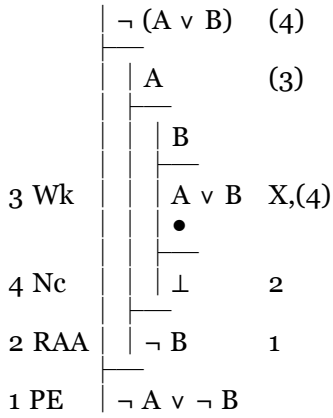 ¬ (A ∨ B) (4)
A (3)
B
3 Wk A ∨ B X,(4)
●
4 Nc ⊥ 2
2 RAA ¬ B 1
1 PE ¬ A ∨ ¬ B